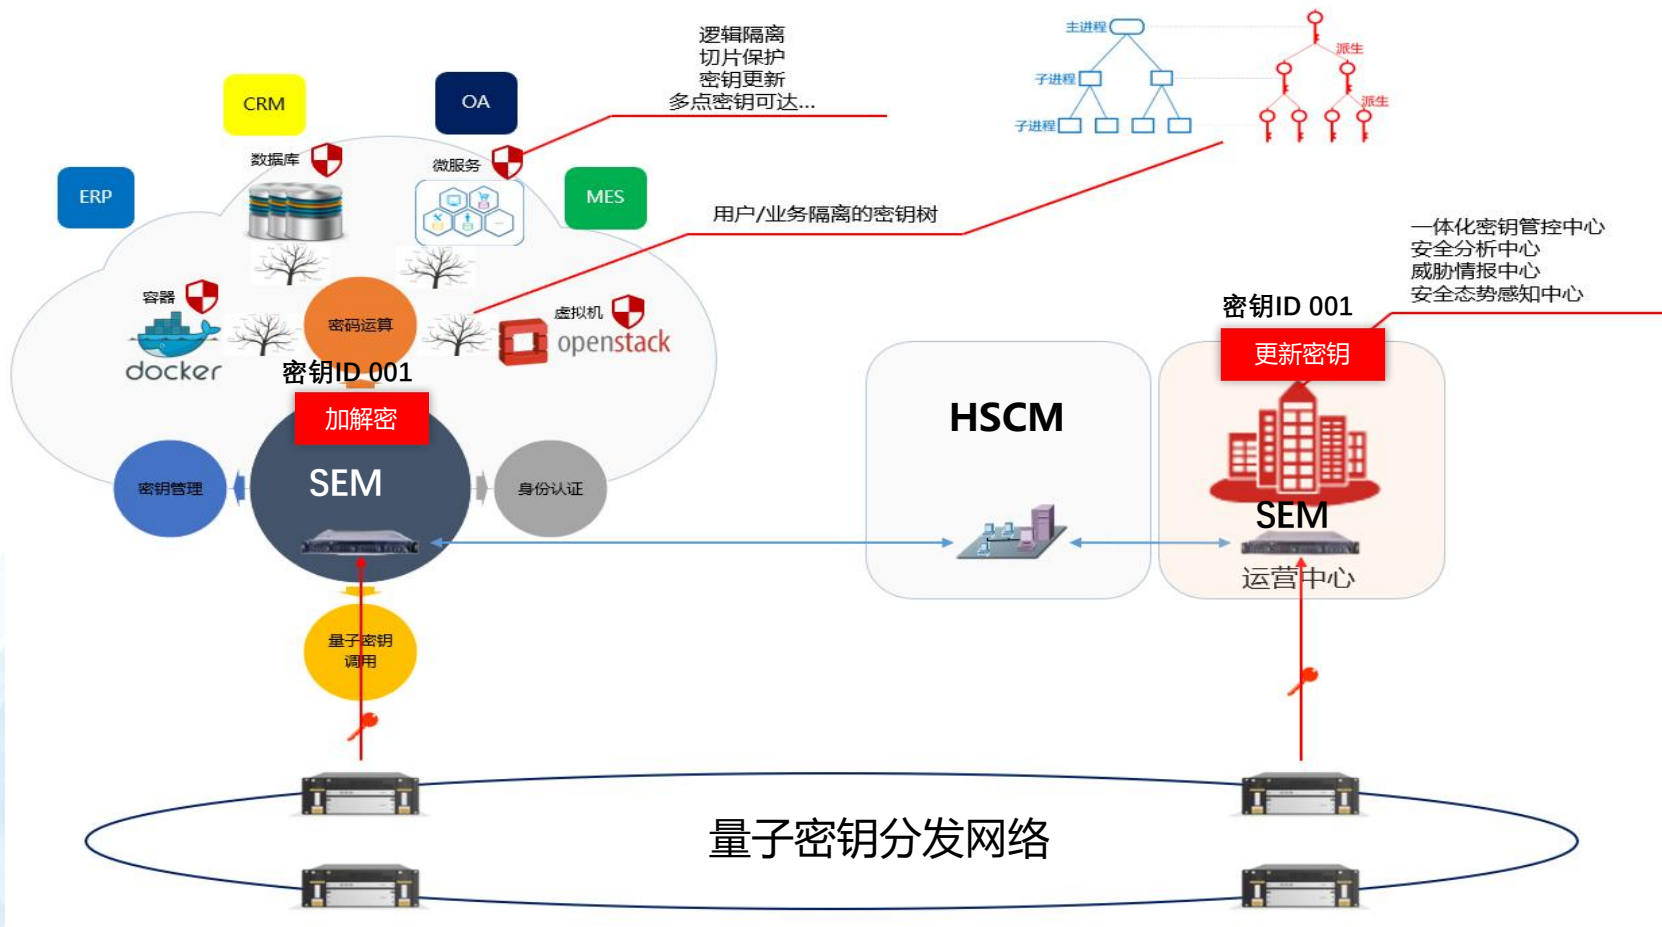 逻辑隔离
切片保护
密钥更新
多点密钥可达...
主进程
派生
子进程
派生
子进程
CRM
OA
数据库
微服务
ERP
MES
用户/业务隔离的密钥树
一体化密钥管控中心
安全分析中心
威胁情报中心
安全态势感知中心
容器
密码运算
虚拟机
openstack
docker
密钥ID 001
加解密
密钥ID 001
更新密钥
HSCM
密钥管理
SEM
身份认证
SEM
运营中心
量子密钥
调用
量子密钥分发网络